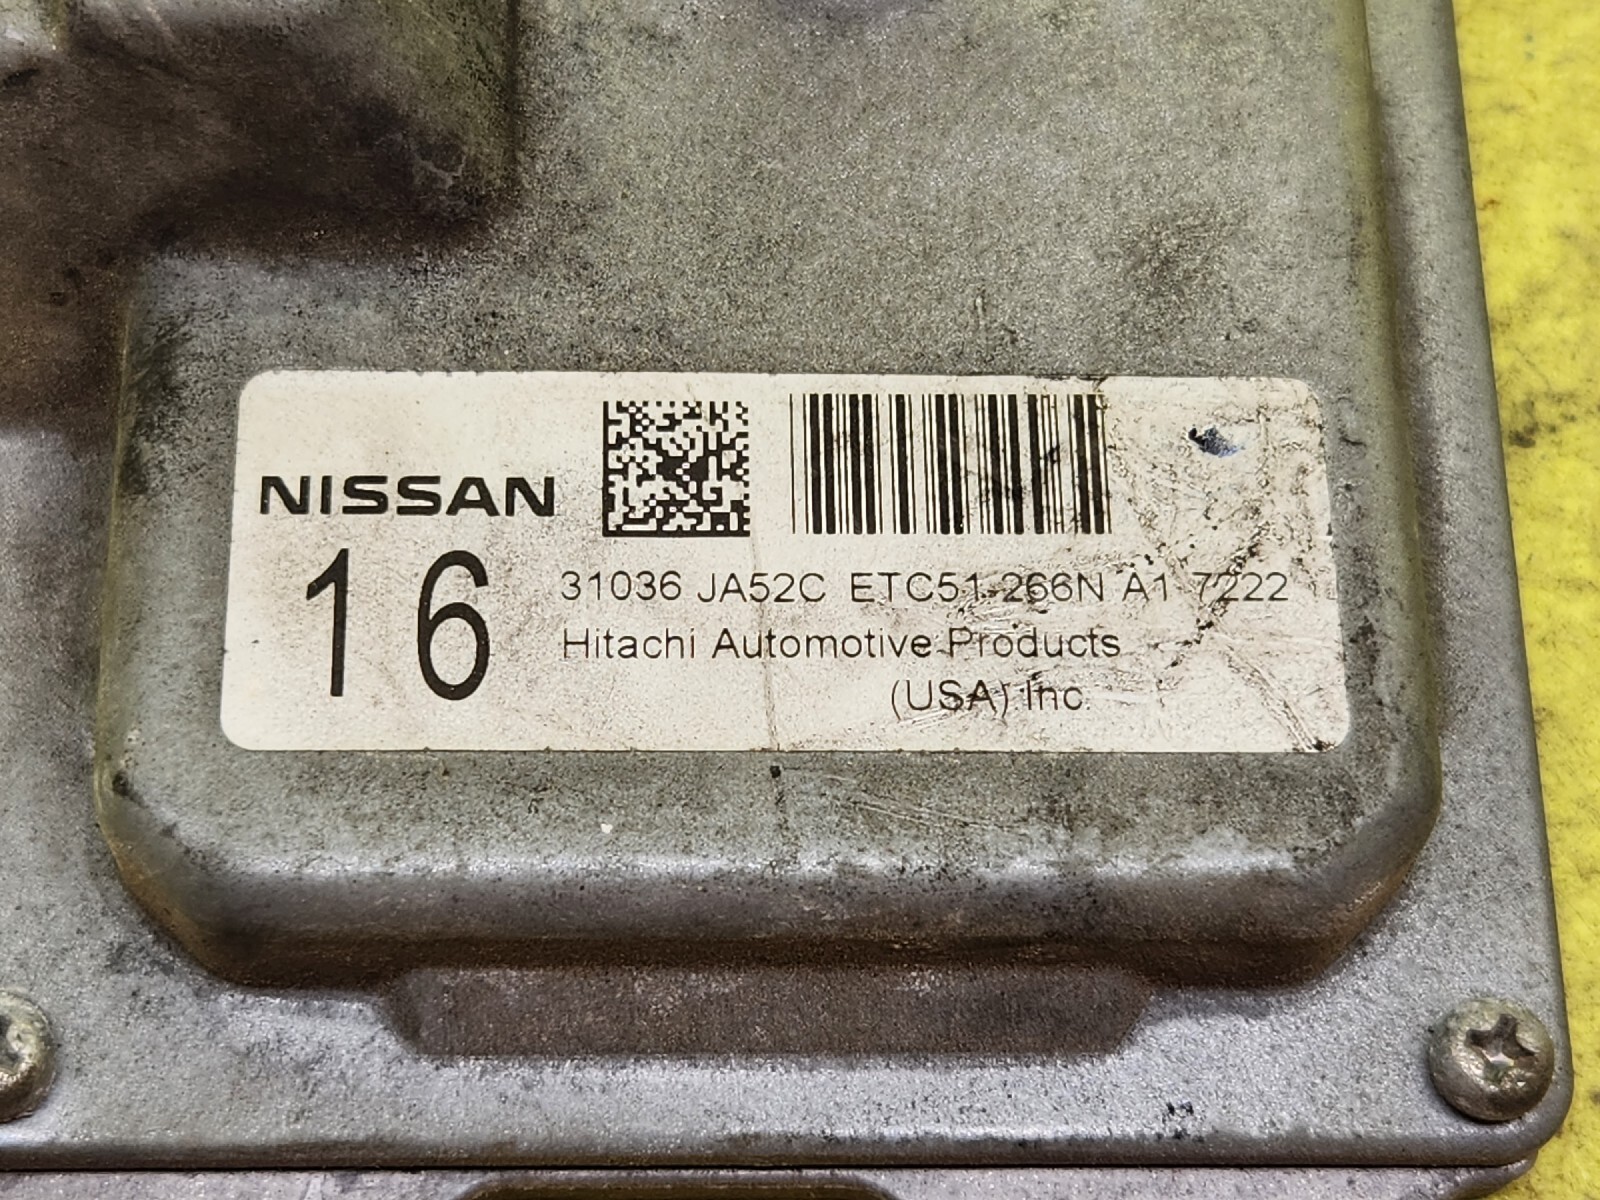 NISSAN
16
31036 JA52C ETC51-266N A1 7222
Hitachi Automotive Products
(USA) Inc.